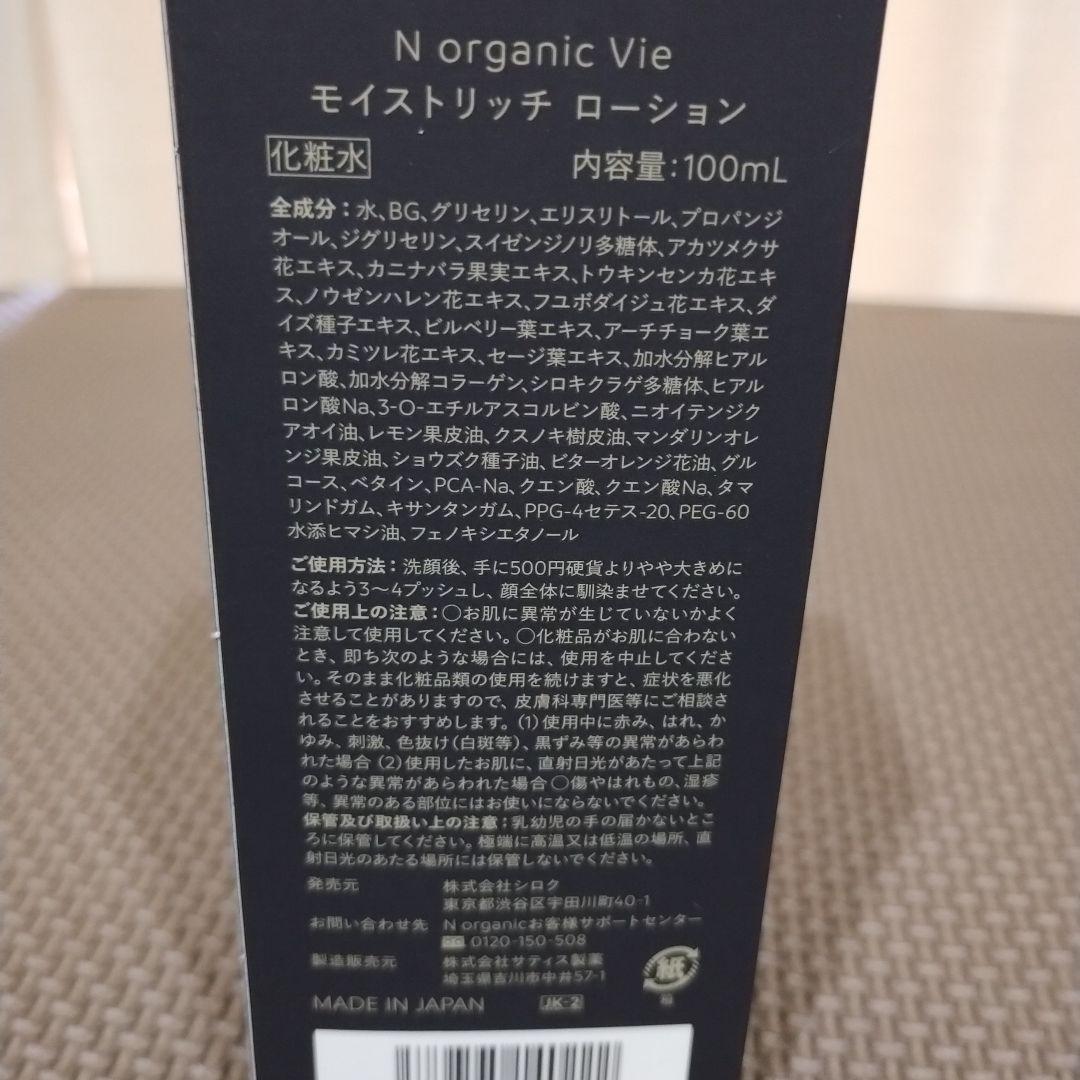 N organic Vie
モイストリッチ ローション
化粧水 内容量：100mL
全成分：水、BG、グリセリン、エリスリトール、プロパンジ
オール、ジグリセリン、スイゼンジノリ多糖体、アカツメクサ
花エキス、カニナバラ果実エキス、トウキンセンカ花エキ
ス、ノウゼンハレン花エキス、フユボダイジュ花エキス、ダ
イズ種子エキス、ビルベリー葉エキス、アーチチョーク葉エ
キス、カミツレ花エキス、セージ葉エキス、加水分解ヒアル
ロン酸、加水分解コラーゲン、シロキクラゲ多糖体、ヒアル
ロン酸Na、3-O-エチルアスコルビン酸、ニオイテンジク
アオイ油、レモン果皮油、クスノキ樹皮油、マンダリンオレ
ンジ果皮油、ショウズク種子油、ビターオレンジ花油、グル
コース、ベタイン、PCA-Na、クエン酸、クエン酸Na、タマ
リンドガム、キサンタンガム、PPG-4セテス-20、PEG-60
水添ヒマシ油、フェノキシエタノール
ご使用方法：洗顔後、手に500円硬貨よりやや大きめに
なるよう3〜4プッシュし、顔全体に馴染ませてください。
ご使用上の注意：○お肌に異常が生じていないかよく
注意して使用してください。○化粧品がお肌に合わない
とき、即ち次のような場合には、使用を中止してくださ
い。そのまま化粧品類の使用を続けますと、症状を悪化
させることがありますので、皮膚科専門医等にご相談さ
れることをおすすめします。（1）使用中に赤み、はれ、か
ゆみ、刺激、色抜け（白斑等）、黒ずみ等の異常があらわ
れた場合（2）使用したお肌に、直射日光があたって上記
のような異常があらわれた場合 ○傷やはれもの、湿疹
等、異常のある部位にはお使いにならないでください。
保管及び取扱い上の注意：乳幼児の手の届かないとこ
ろに保管してください。極端に高温又は低温の場所、直
射日光のあたる場所には保管しないでください。
発売元 株式会社シロク
東京都渋谷区宇田川町40-1
お問い合わせ先 N organicお客様サポートセンター
0120-150-508
製造販売元 株式会社サティス製薬
埼玉県吉川市中井57-1
紙
箱
MADE IN JAPAN JK-2